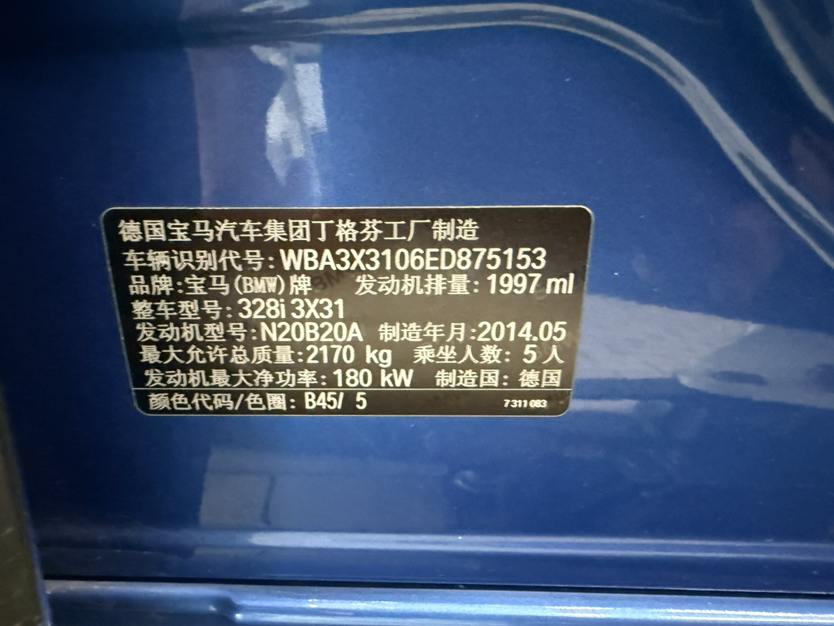 德国宝马汽车集团丁格芬工厂制造
车辆识别代号: WBA3X3106ED875153
品牌: 宝马(BMW)牌 发动机排量: 1997 ml
整车型号: 328i 3X31
发动机型号: N20B20A 制造年月: 2014.05
最大允许总质量: 2170 kg 乘坐人数: 5 人
发动机最大净功率: 180 kW 制造国: 德国
颜色代码/色圈: B45/ 5 7 311 083